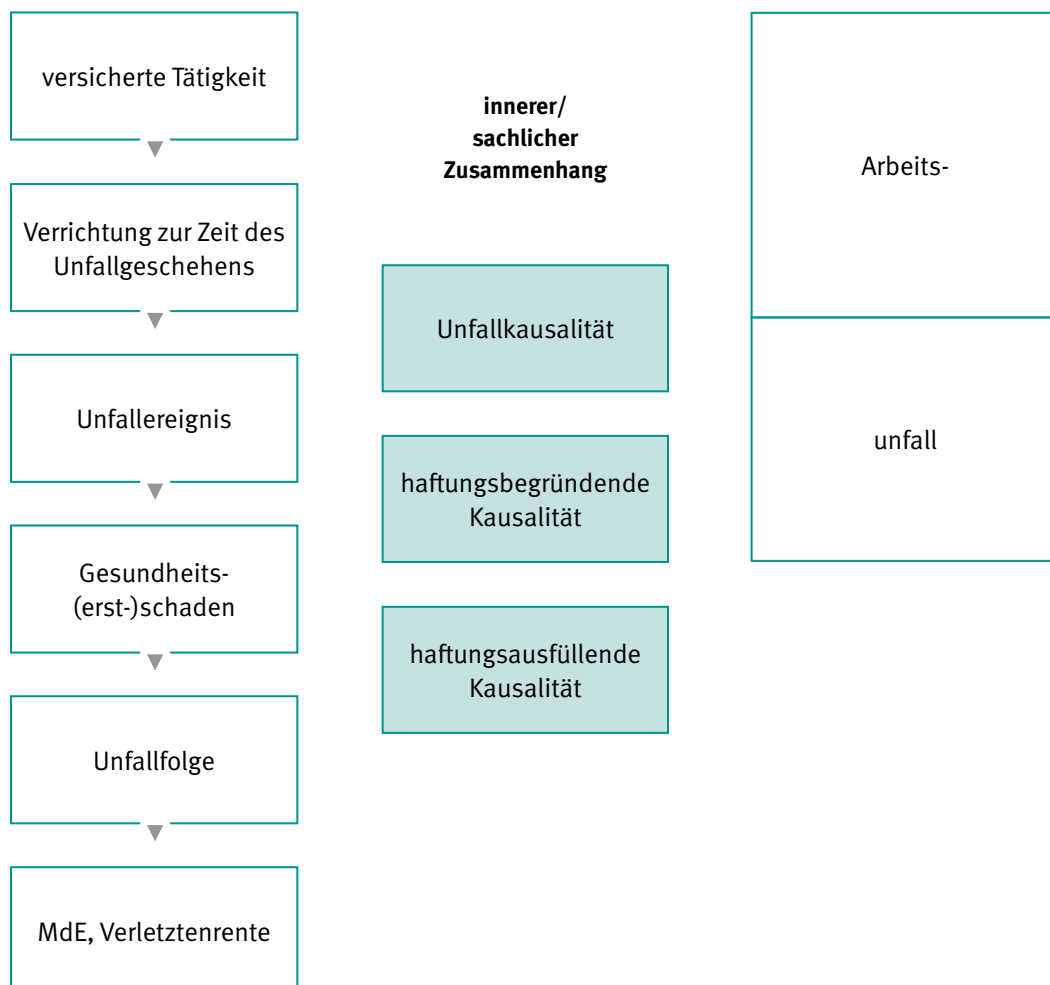 versicherte Tätigkeit
Verrichtung zur Zeit des
Unfallgeschehens
Unfallereignis
Gesundheits-
(erst-)schaden
Unfallfolge
MdE, Verletztenrente
innerer/
sachlicher
Zusammenhang
Unfallkausalität
haftungsbegründende
Kausalität
haftungsausfüllende
Kausalität
Arbeits-
unfall